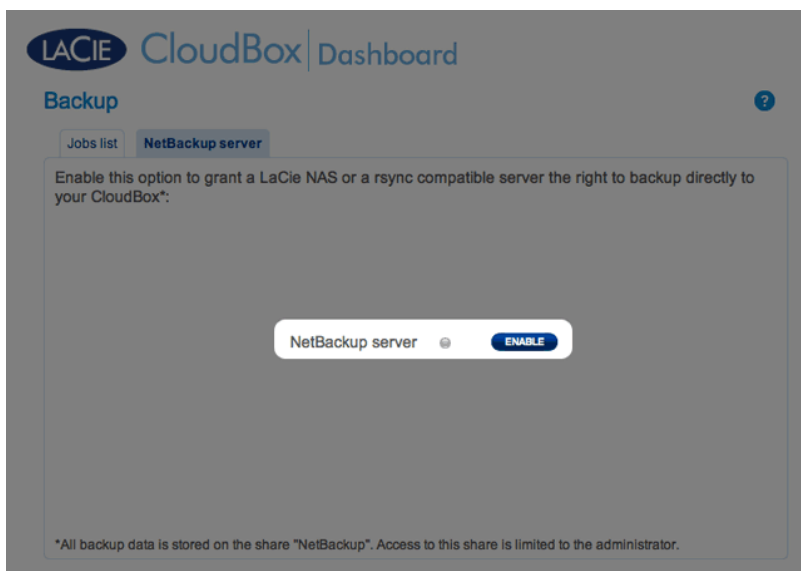 LACIE CloudBox Dashboard
Backup
?
Jobs list NetBackup server
Enable this option to grant a LaCie NAS or a rsync compatible server the right to backup directly to
your CloudBox*:
NetBackup server ENABLE
*All backup data is stored on the share "NetBackup". Access to this share is limited to the administrator.